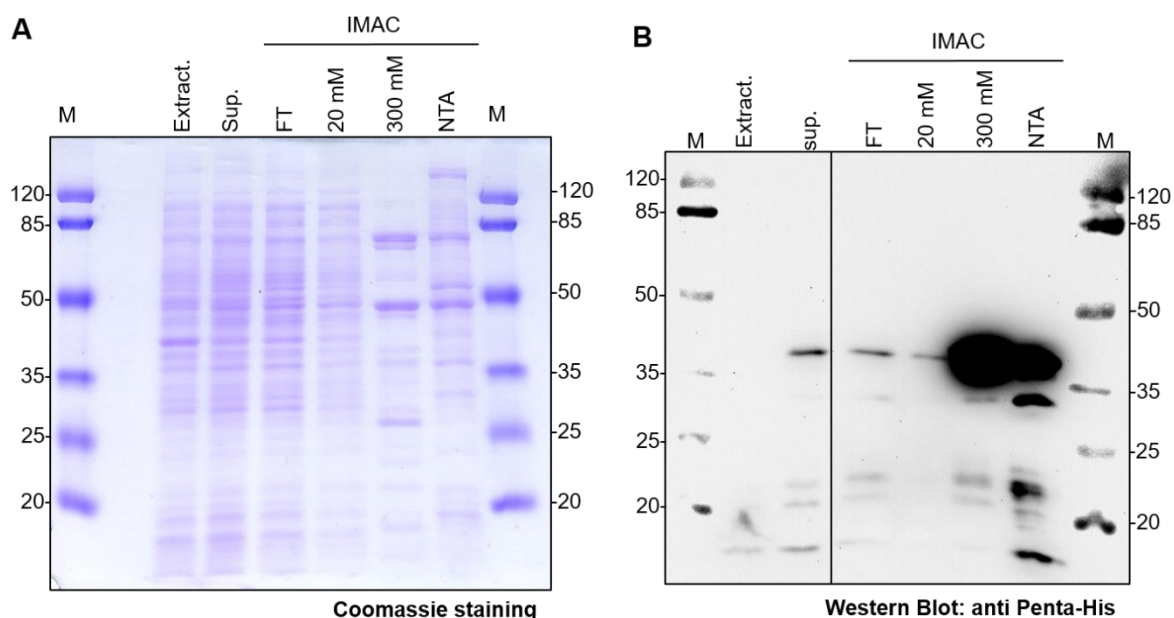 A
IMAC
M
Extract.
Sup.
FT
20 mM
300 mM
NTA
M
120-
85-
50-
35-
25-
20-
-120
-85
-50
-35
-25
-20
Coomassie staining
B
IMAC
M
Extract.
sup.
FT
20 mM
300 mM
NTA
M
120-
85-
50-
35-
25-
20-
-120
-85
-50
-35
-25
-20
Western Blot: anti Penta-His